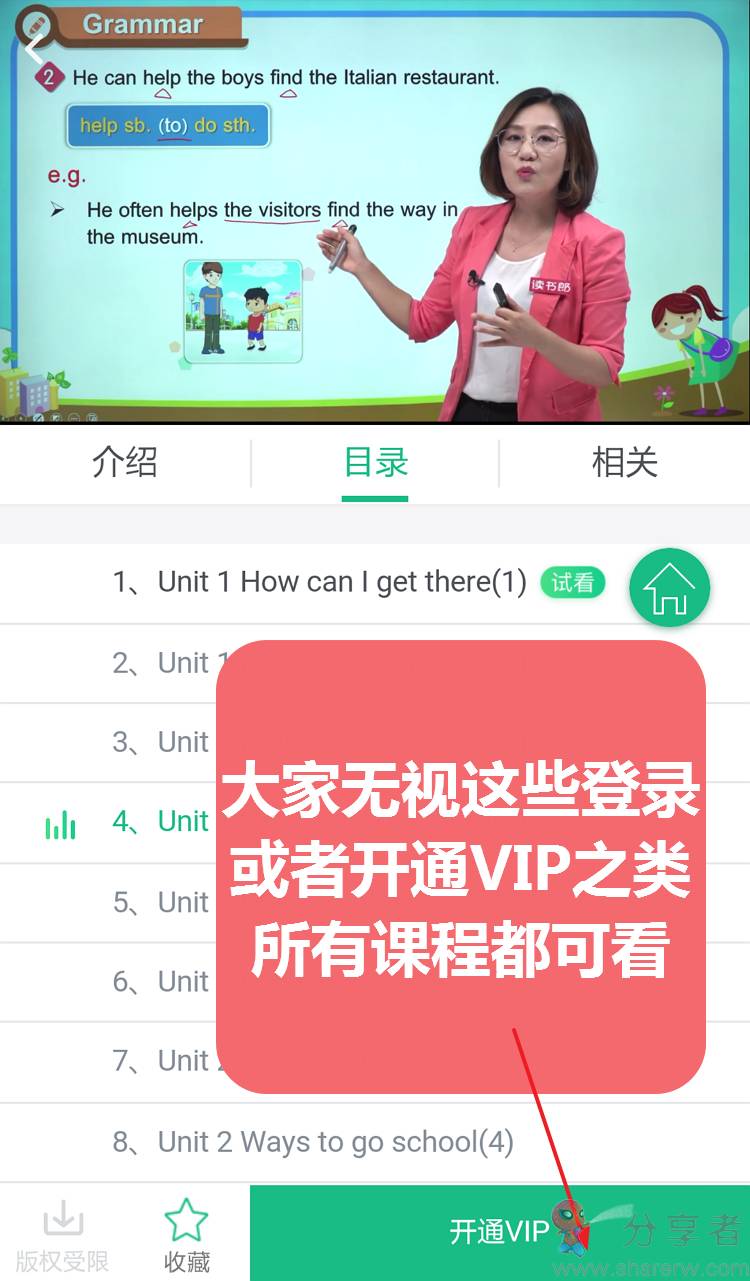 Grammar
2 He can help the boys find the Italian restaurant.
help sb. (to) do sth.
e.g.
➢ He often helps the visitors find the way in
the museum.
读书郎
介绍 目录 相关
1、Unit 1 How can I get there(1) 试看
2、Unit 1
3、Unit
4、Unit
5、Unit
6、Unit
7、Unit
8、Unit 2 Ways to go school(4)
大家无视这些登录
或者开通VIP之类
所有课程都可看
版权受限 收藏 开通VIP
分享者
www.sharerw.com